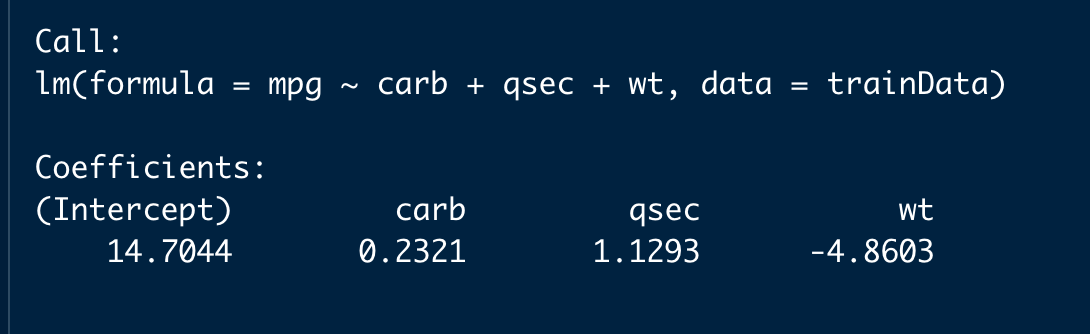 Call:
lm(formula = mpg ~ carb + qsec + wt, data = trainData)
Coefficients:
(Intercept) carb qsec wt
14.7044 0.2321 1.1293 -4.8603